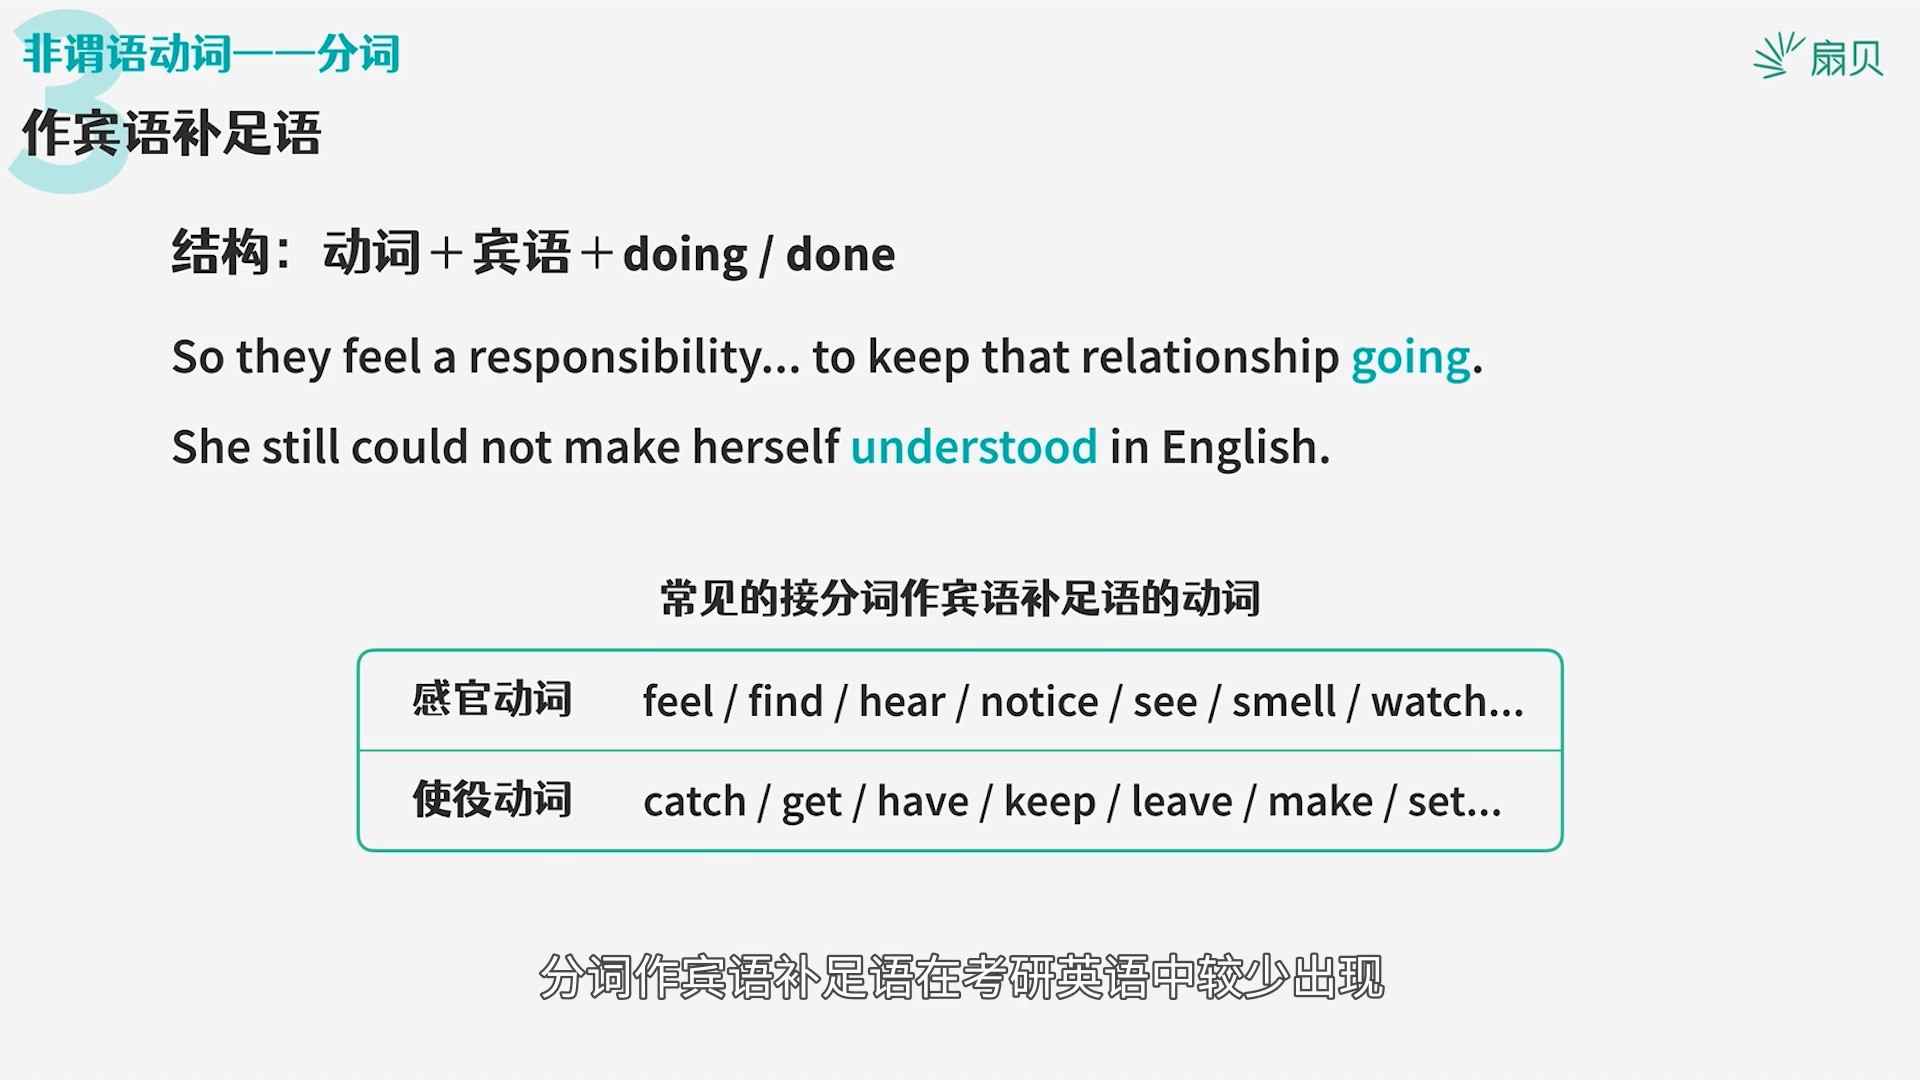 非谓语动词——分词
扇贝
3
作宾语补足语
结构：动词＋宾语＋doing / done
So they feel a responsibility... to keep that relationship going.
She still could not make herself understood in English.
常见的接分词作宾语补足语的动词
感官动词 feel / find / hear / notice / see / smell / watch...
使役动词 catch / get / have / keep / leave / make / set...
分词作宾语补足语在考研英语中较少出现